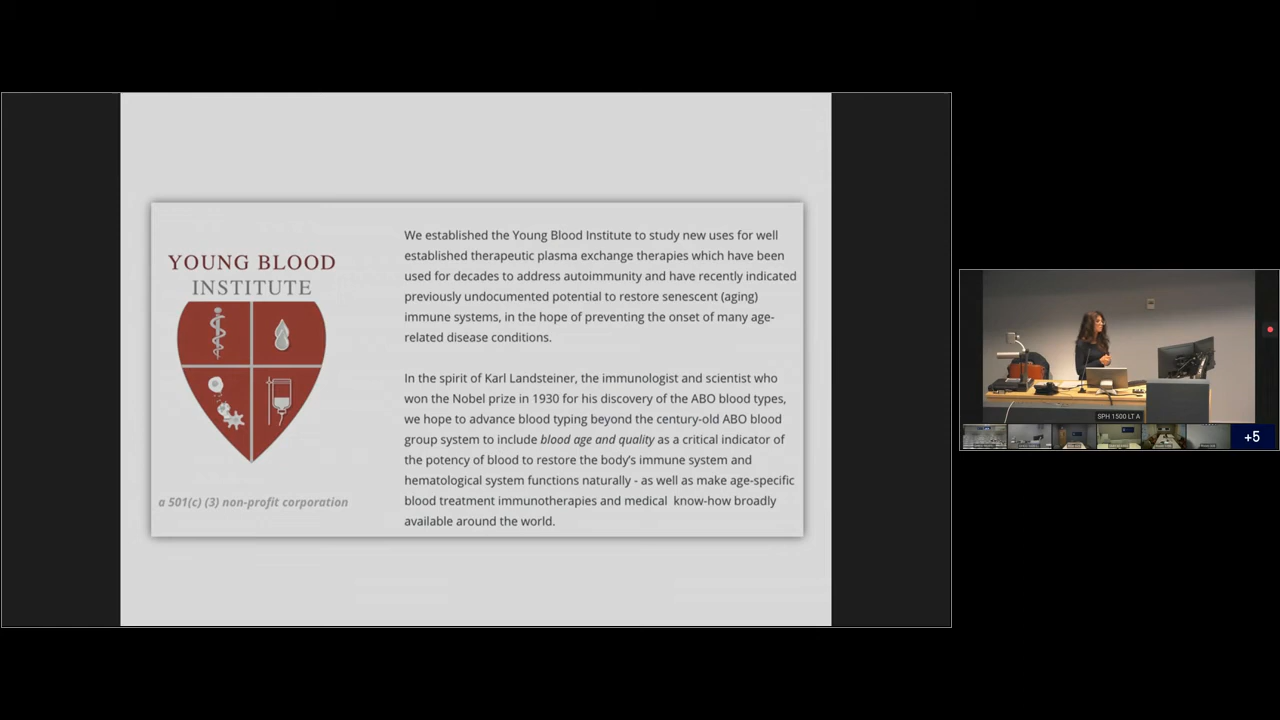 YOUNG BLOOD
INSTITUTE
a 501(c) (3) non-profit corporation
We established the Young Blood Institute to study new uses for well
established therapeutic plasma exchange therapies which have been
used for decades to address autoimmunity and have recently indicated
previously undocumented potential to restore senescent (aging)
immune systems, in the hope of preventing the onset of many age-
related disease conditions.
In the spirit of Karl Landsteiner, the immunologist and scientist who
won the Nobel prize in 1930 for his discovery of the ABO blood types,
we hope to advance blood typing beyond the century-old ABO blood
group system to include blood age and quality as a critical indicator of
the potency of blood to restore the body's immune system and
hematological system functions naturally - as well as make age-specific
blood treatment immunotherapies and medical know-how broadly
available around the world.
SPH 1500 LT A
+5